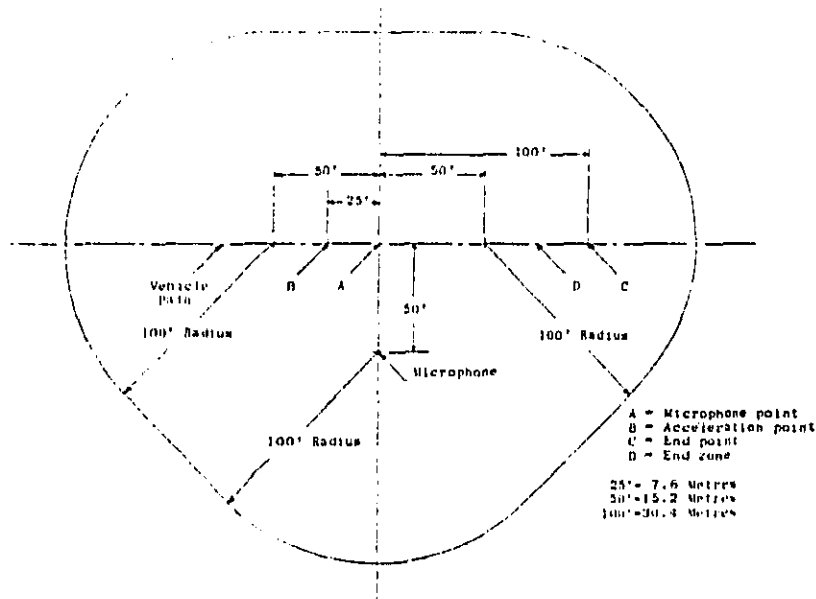 100'
50'
50'
25'
Vehicle
Path
B
A
D
C
50'
100' Radius
100' Radius
Microphone
100' Radius
A = Microphone point
B = Acceleration point
C = End point
D = End zone
25'= 7.6 Metres
50'=15.2 Metres
100'=30.4 Metres